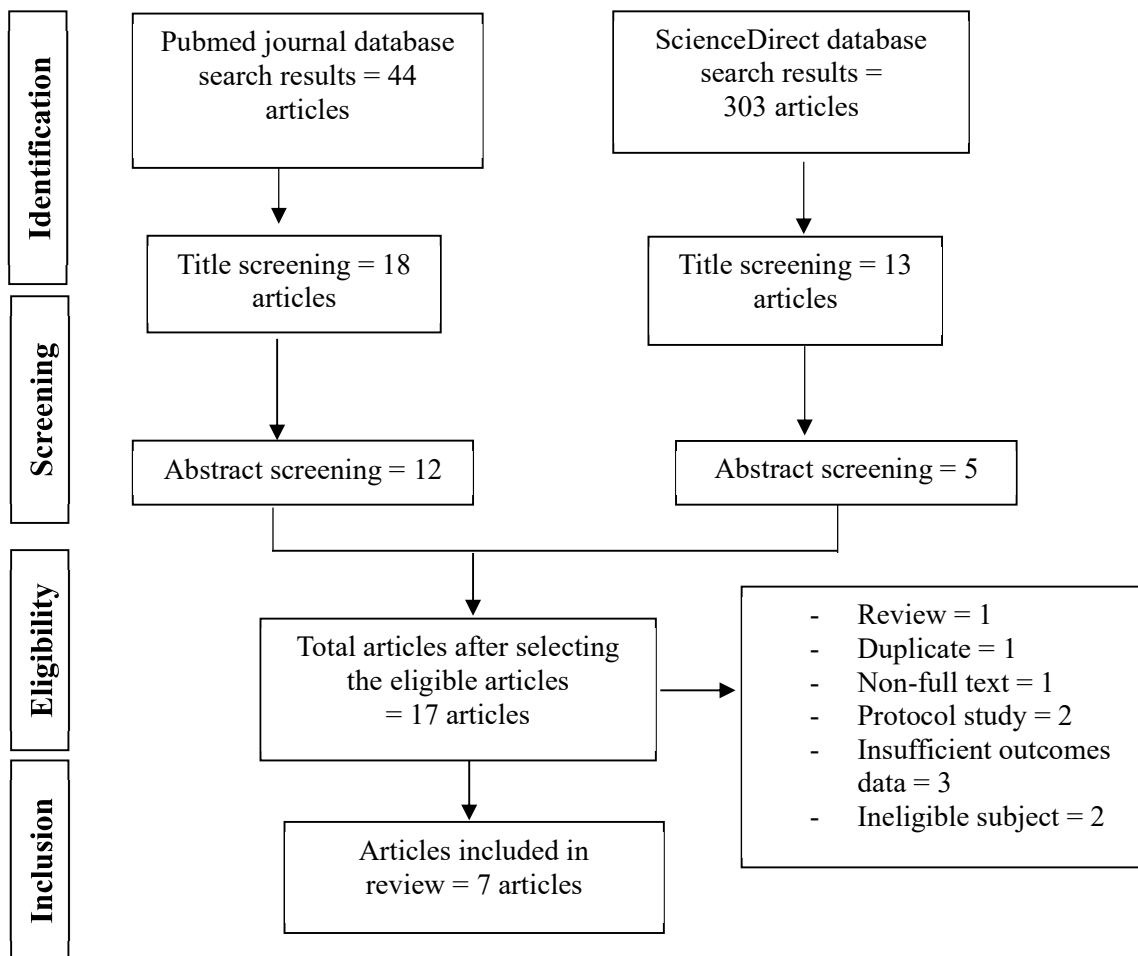 Identification
Pubmed journal database
search results = 44
articles
ScienceDirect database
search results =
303 articles
Title screening = 18
articles
Title screening = 13
articles
Screening
Abstract screening = 12
Abstract screening = 5
Eligibility
Total articles after selecting
the eligible articles
= 17 articles
- Review = 1
- Duplicate = 1
- Non-full text = 1
- Protocol study = 2
- Insufficient outcomes
data = 3
- Ineligible subject = 2
Inclusion
Articles included in
review = 7 articles